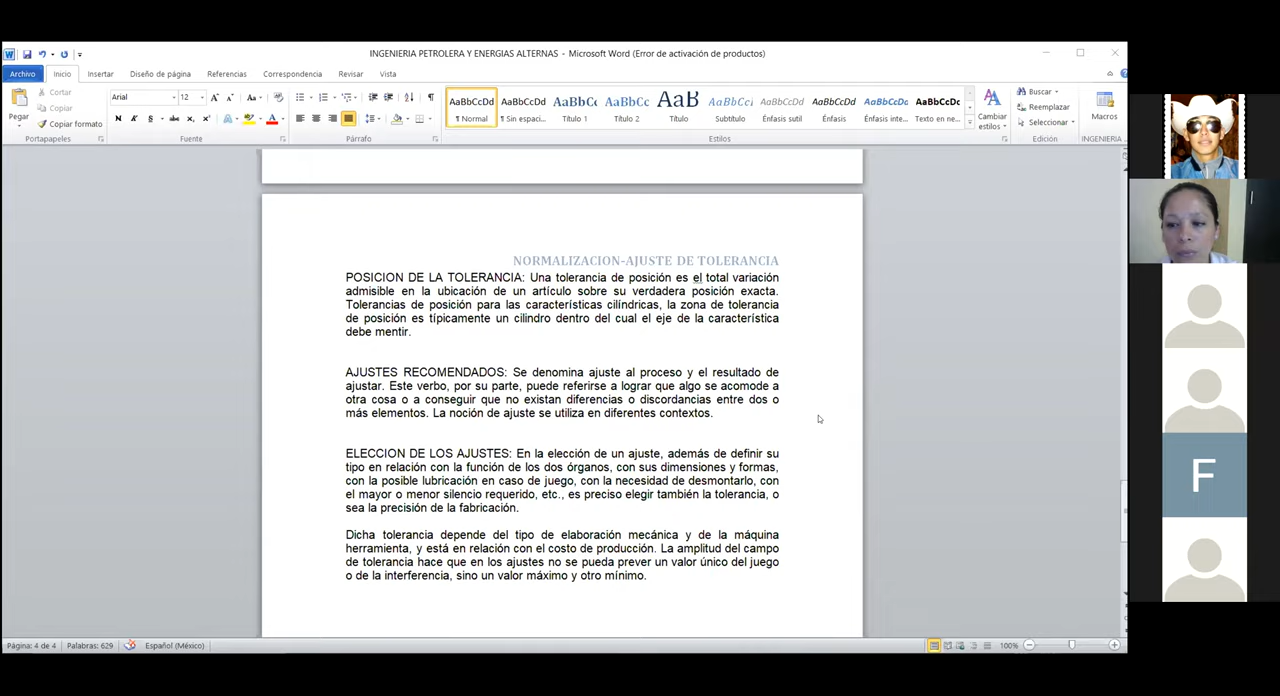 INGENIERIA PETROLERA Y ENERGIAS ALTERNAS - Microsoft Word (Error de activación de productos)
Archivo Inicio Insertar Diseño de página Referencias Correspondencia Revisar Vista
Pegar
Cortar
Copiar
Copiar formato
Portapapeles
Arial 12
N K S abc
Fuente
Párrafo
AaBbCcDd AaBbCcDd AaBbCc AaBbCc AaB AaBbCcI AaBbCcDd AaBbCcDd AaBbCcDd AaBbCcDc
¶ Normal ¶ Sin espaci... Título 1 Título 2 Título Subtítulo Énfasis sutil Énfasis Énfasis inte... Texto en ne...
Estilos
Cambiar estilos
Buscar
Reemplazar
Seleccionar
Edición
Macros
INGENIERIA
NORMALIZACION-AJUSTE DE TOLERANCIA
POSICION DE LA TOLERANCIA: Una tolerancia de posición es el total variación
admisible en la ubicación de un artículo sobre su verdadera posición exacta.
Tolerancias de posición para las características cilíndricas, la zona de tolerancia
de posición es típicamente un cilindro dentro del cual el eje de la característica
debe mentir.
AJUSTES RECOMENDADOS: Se denomina ajuste al proceso y el resultado de
ajustar. Este verbo, por su parte, puede referirse a lograr que algo se acomode a
otra cosa o a conseguir que no existan diferencias o discordancias entre dos o
más elementos. La noción de ajuste se utiliza en diferentes contextos.
ELECCION DE LOS AJUSTES: En la elección de un ajuste, además de definir su
tipo en relación con la función de los dos órganos, con sus dimensiones y formas,
con la posible lubricación en caso de juego, con la necesidad de desmontarlo, con
el mayor o menor silencio requerido, etc., es preciso elegir también la tolerancia, o
sea la precisión de la fabricación.
Dicha tolerancia depende del tipo de elaboración mecánica y de la máquina
herramienta, y está en relación con el costo de producción. La amplitud del campo
de tolerancia hace que en los ajustes no se pueda prever un valor único del juego
o de la interferencia, sino un valor máximo y otro mínimo.
Página: 4 de 4 Palabras: 629 Español (México) 100%
F